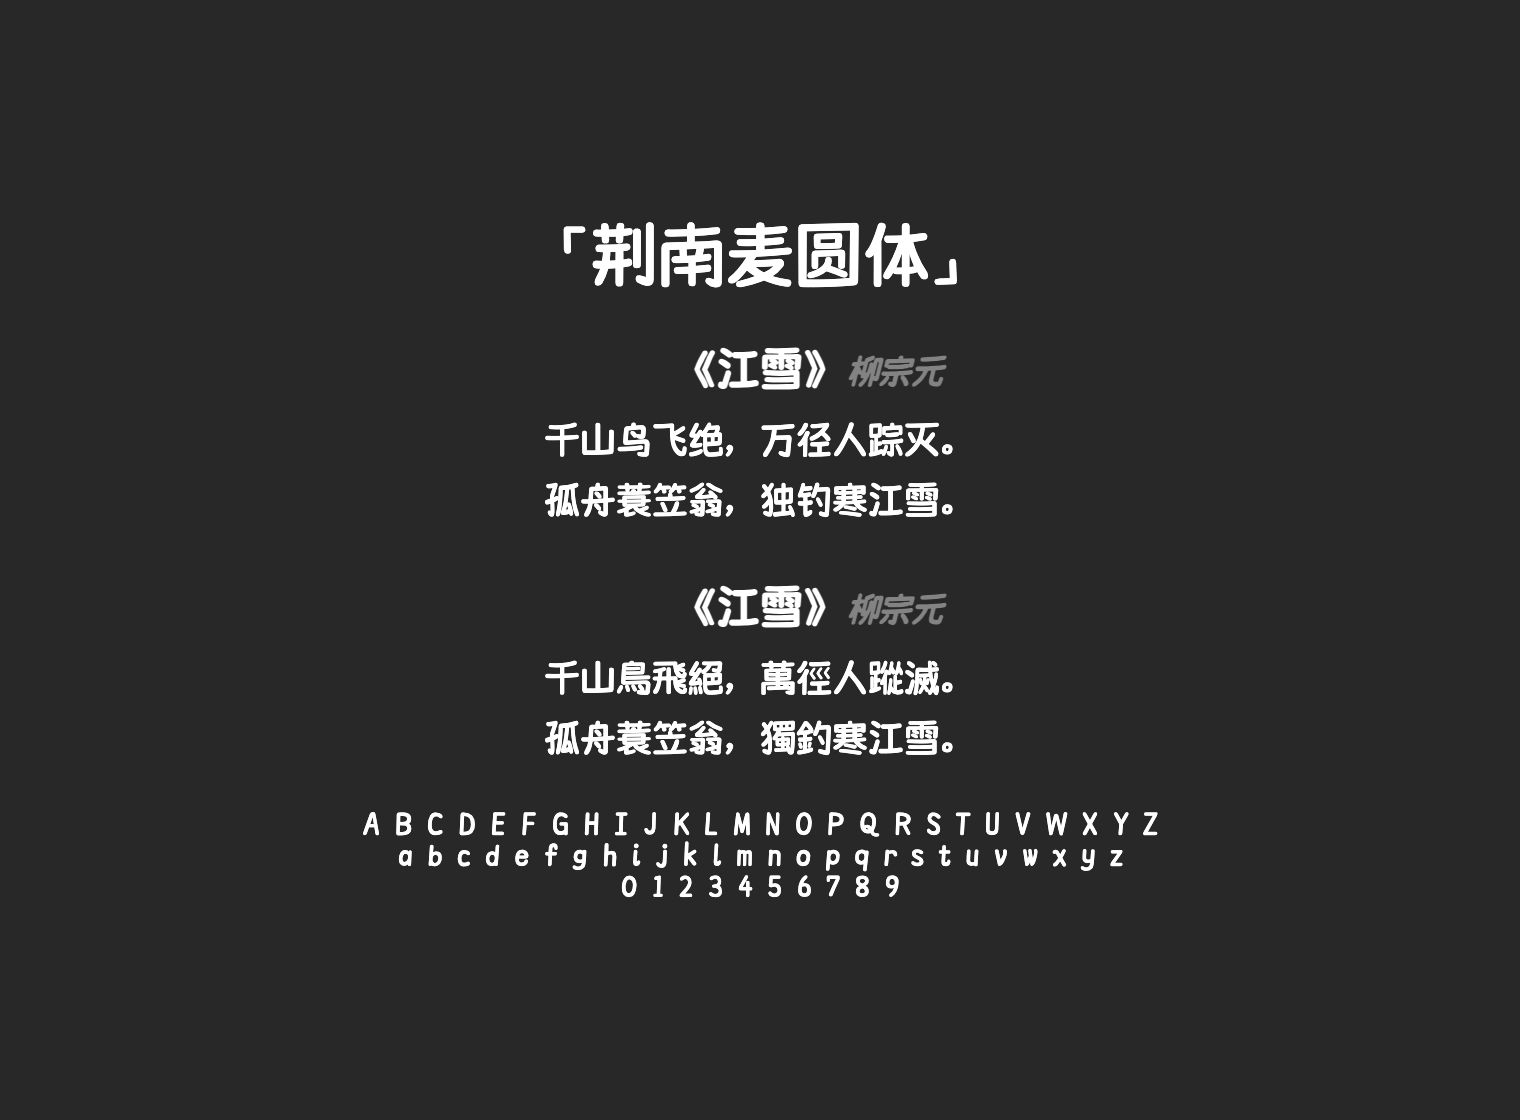 「荆南麦圆体」
《江雪》柳宗元
千山鸟飞绝，万径人踪灭。
孤舟蓑笠翁，独钓寒江雪。
《江雪》柳宗元
千山鳥飛絕，萬徑人蹤滅。
孤舟蓑笠翁，獨釣寒江雪。
A B C D E F G H I J K L M N O P Q R S T U V W X Y Z
a b c d e f g h i j k l m n o p q r s t u v w x y z
0 1 2 3 4 5 6 7 8 9